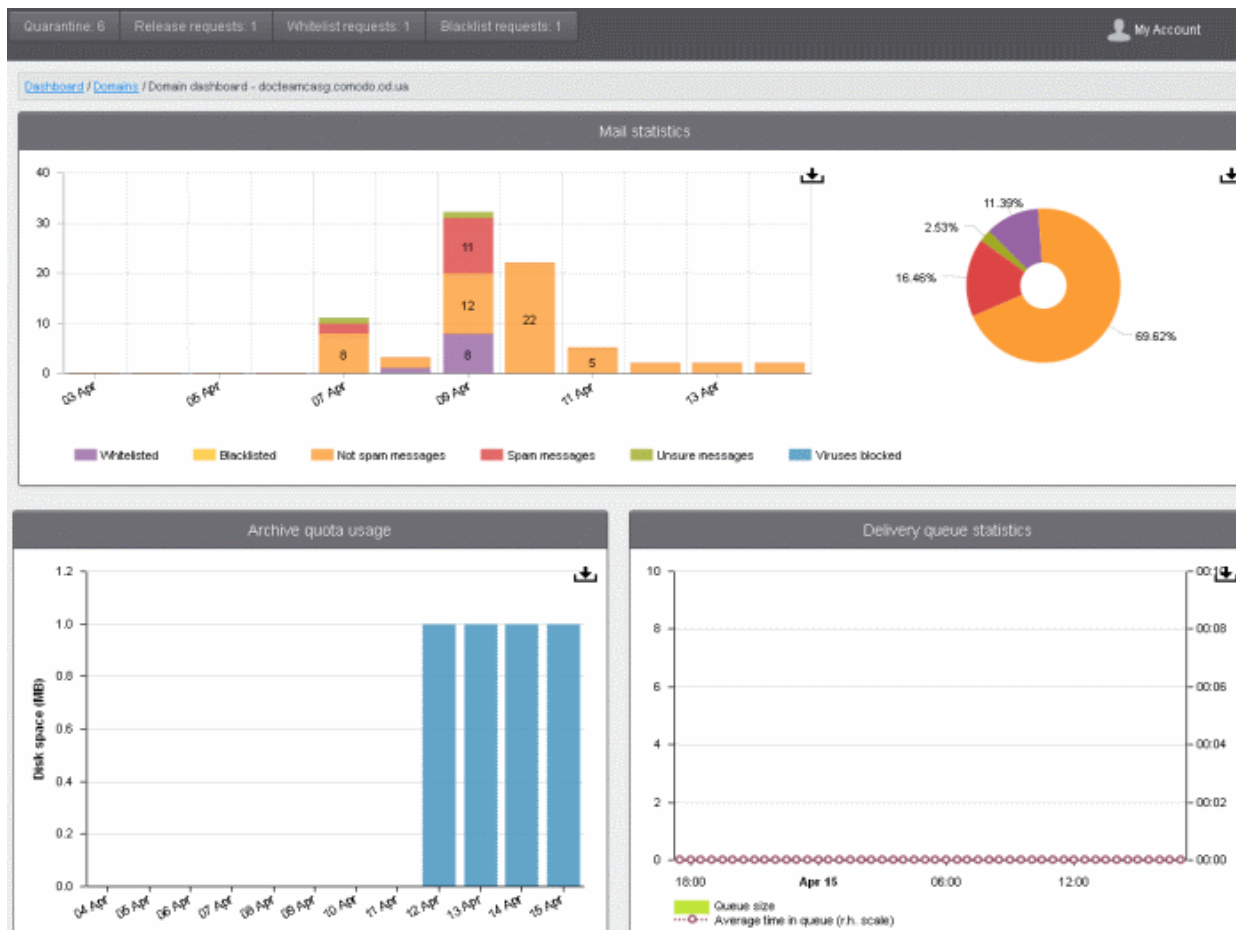 Quarantine: 6 Release requests: 1 Whitelist requests: 1 Blacklist requests: 1 My Account
Dashboard / Domains / Domain dashboard - docteamcasg.comodo.od.ua
Mail statistics
40
30
20
10
0
8
8
12
11
22
5
03 Apr 05 Apr 07 Apr 09 Apr 11 Apr 13 Apr
11.39%
2.53%
16.46%
69.62%
Whitelisted Blacklisted Not spam messages Spam messages Unsure messages Viruses blocked
Archive quota usage
Disk space (MB)
1.2
1.0
0.8
0.6
0.4
0.2
0.0
04 Apr 05 Apr 06 Apr 07 Apr 08 Apr 09 Apr 10 Apr 11 Apr 12 Apr 13 Apr 14 Apr 15 Apr
Delivery queue statistics
10
8
6
4
2
0
00:08
00:06
00:04
00:02
00:00
18:00 Apr 15 06:00 12:00
Queue size
Average time in queue (r.h. scale)